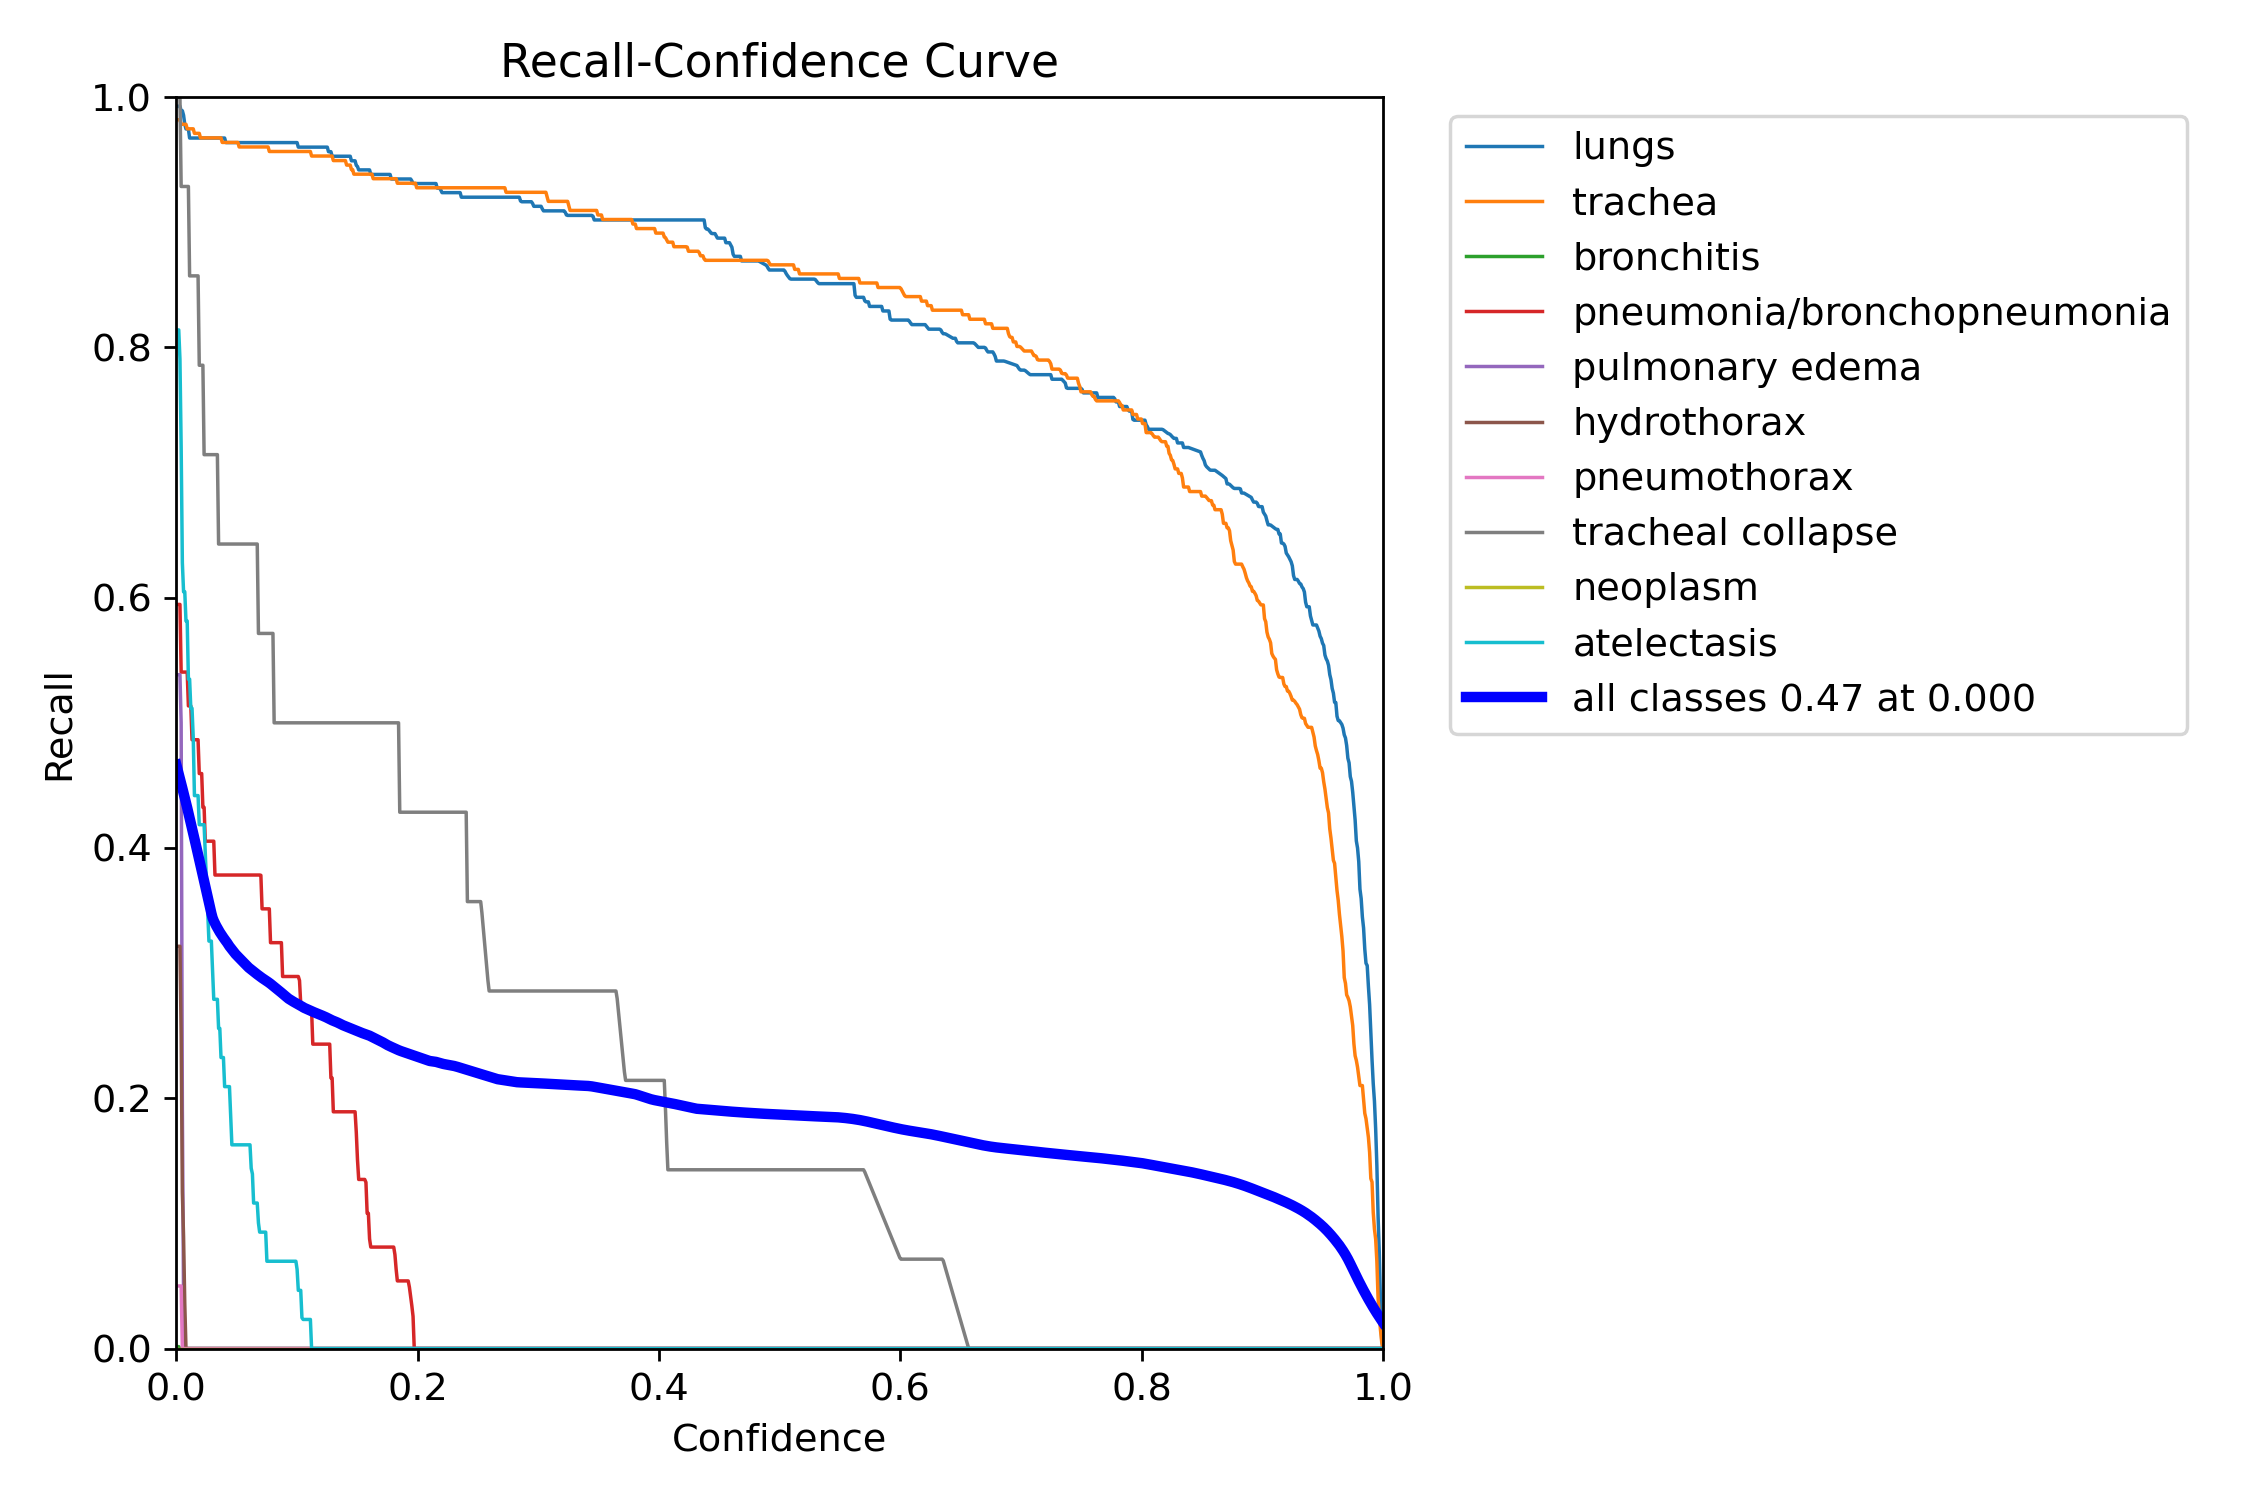 Recall-Confidence Curve
1.0
0.8
0.6
0.4
0.2
0.0
Recall
0.0 0.2 0.4 0.6 0.8 1.0
Confidence
lungs
trachea
bronchitis
pneumonia/bronchopneumonia
pulmonary edema
hydrothorax
pneumothorax
tracheal collapse
neoplasm
atelectasis
all classes 0.47 at 0.000